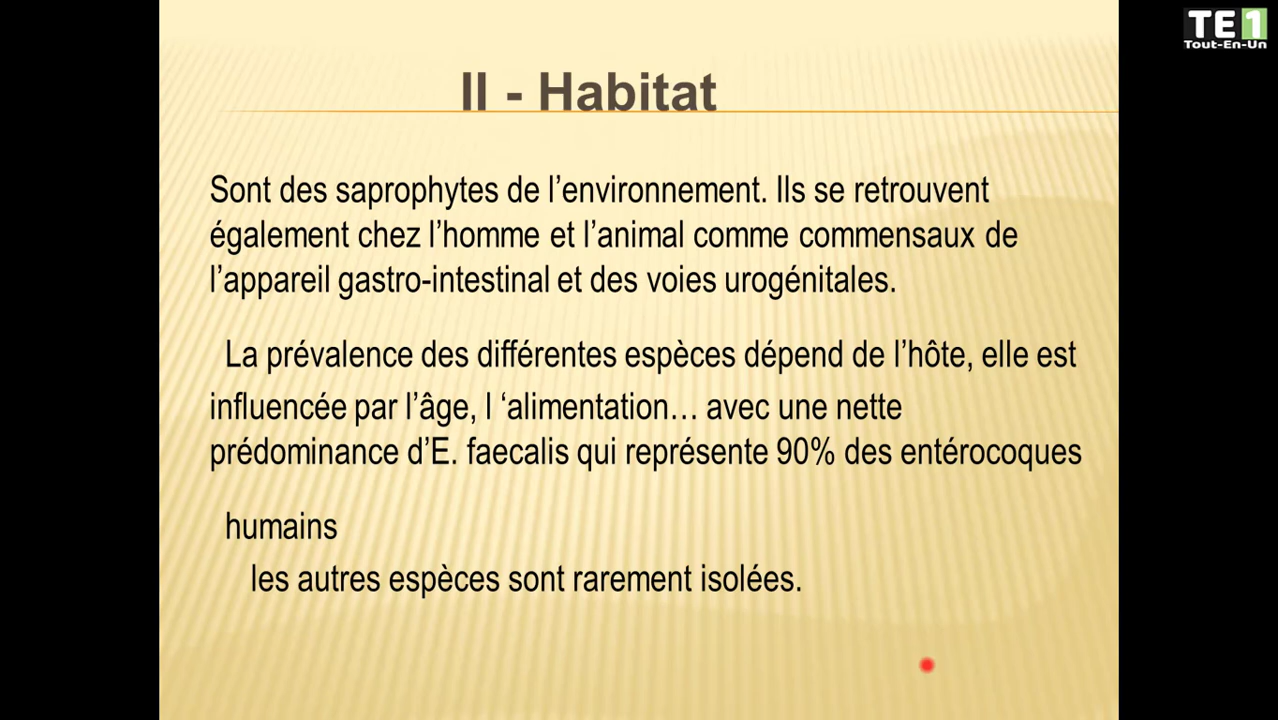 TE1
Tout-En-Un
II - Habitat
Sont des saprophytes de l’environnement. Ils se retrouvent
également chez l’homme et l’animal comme commensaux de
l’appareil gastro-intestinal et des voies urogénitales.
La prévalence des différentes espèces dépend de l’hôte, elle est
influencée par l’âge, l ‘alimentation… avec une nette
prédominance d’E. faecalis qui représente 90% des entérocoques
humains
les autres espèces sont rarement isolées.